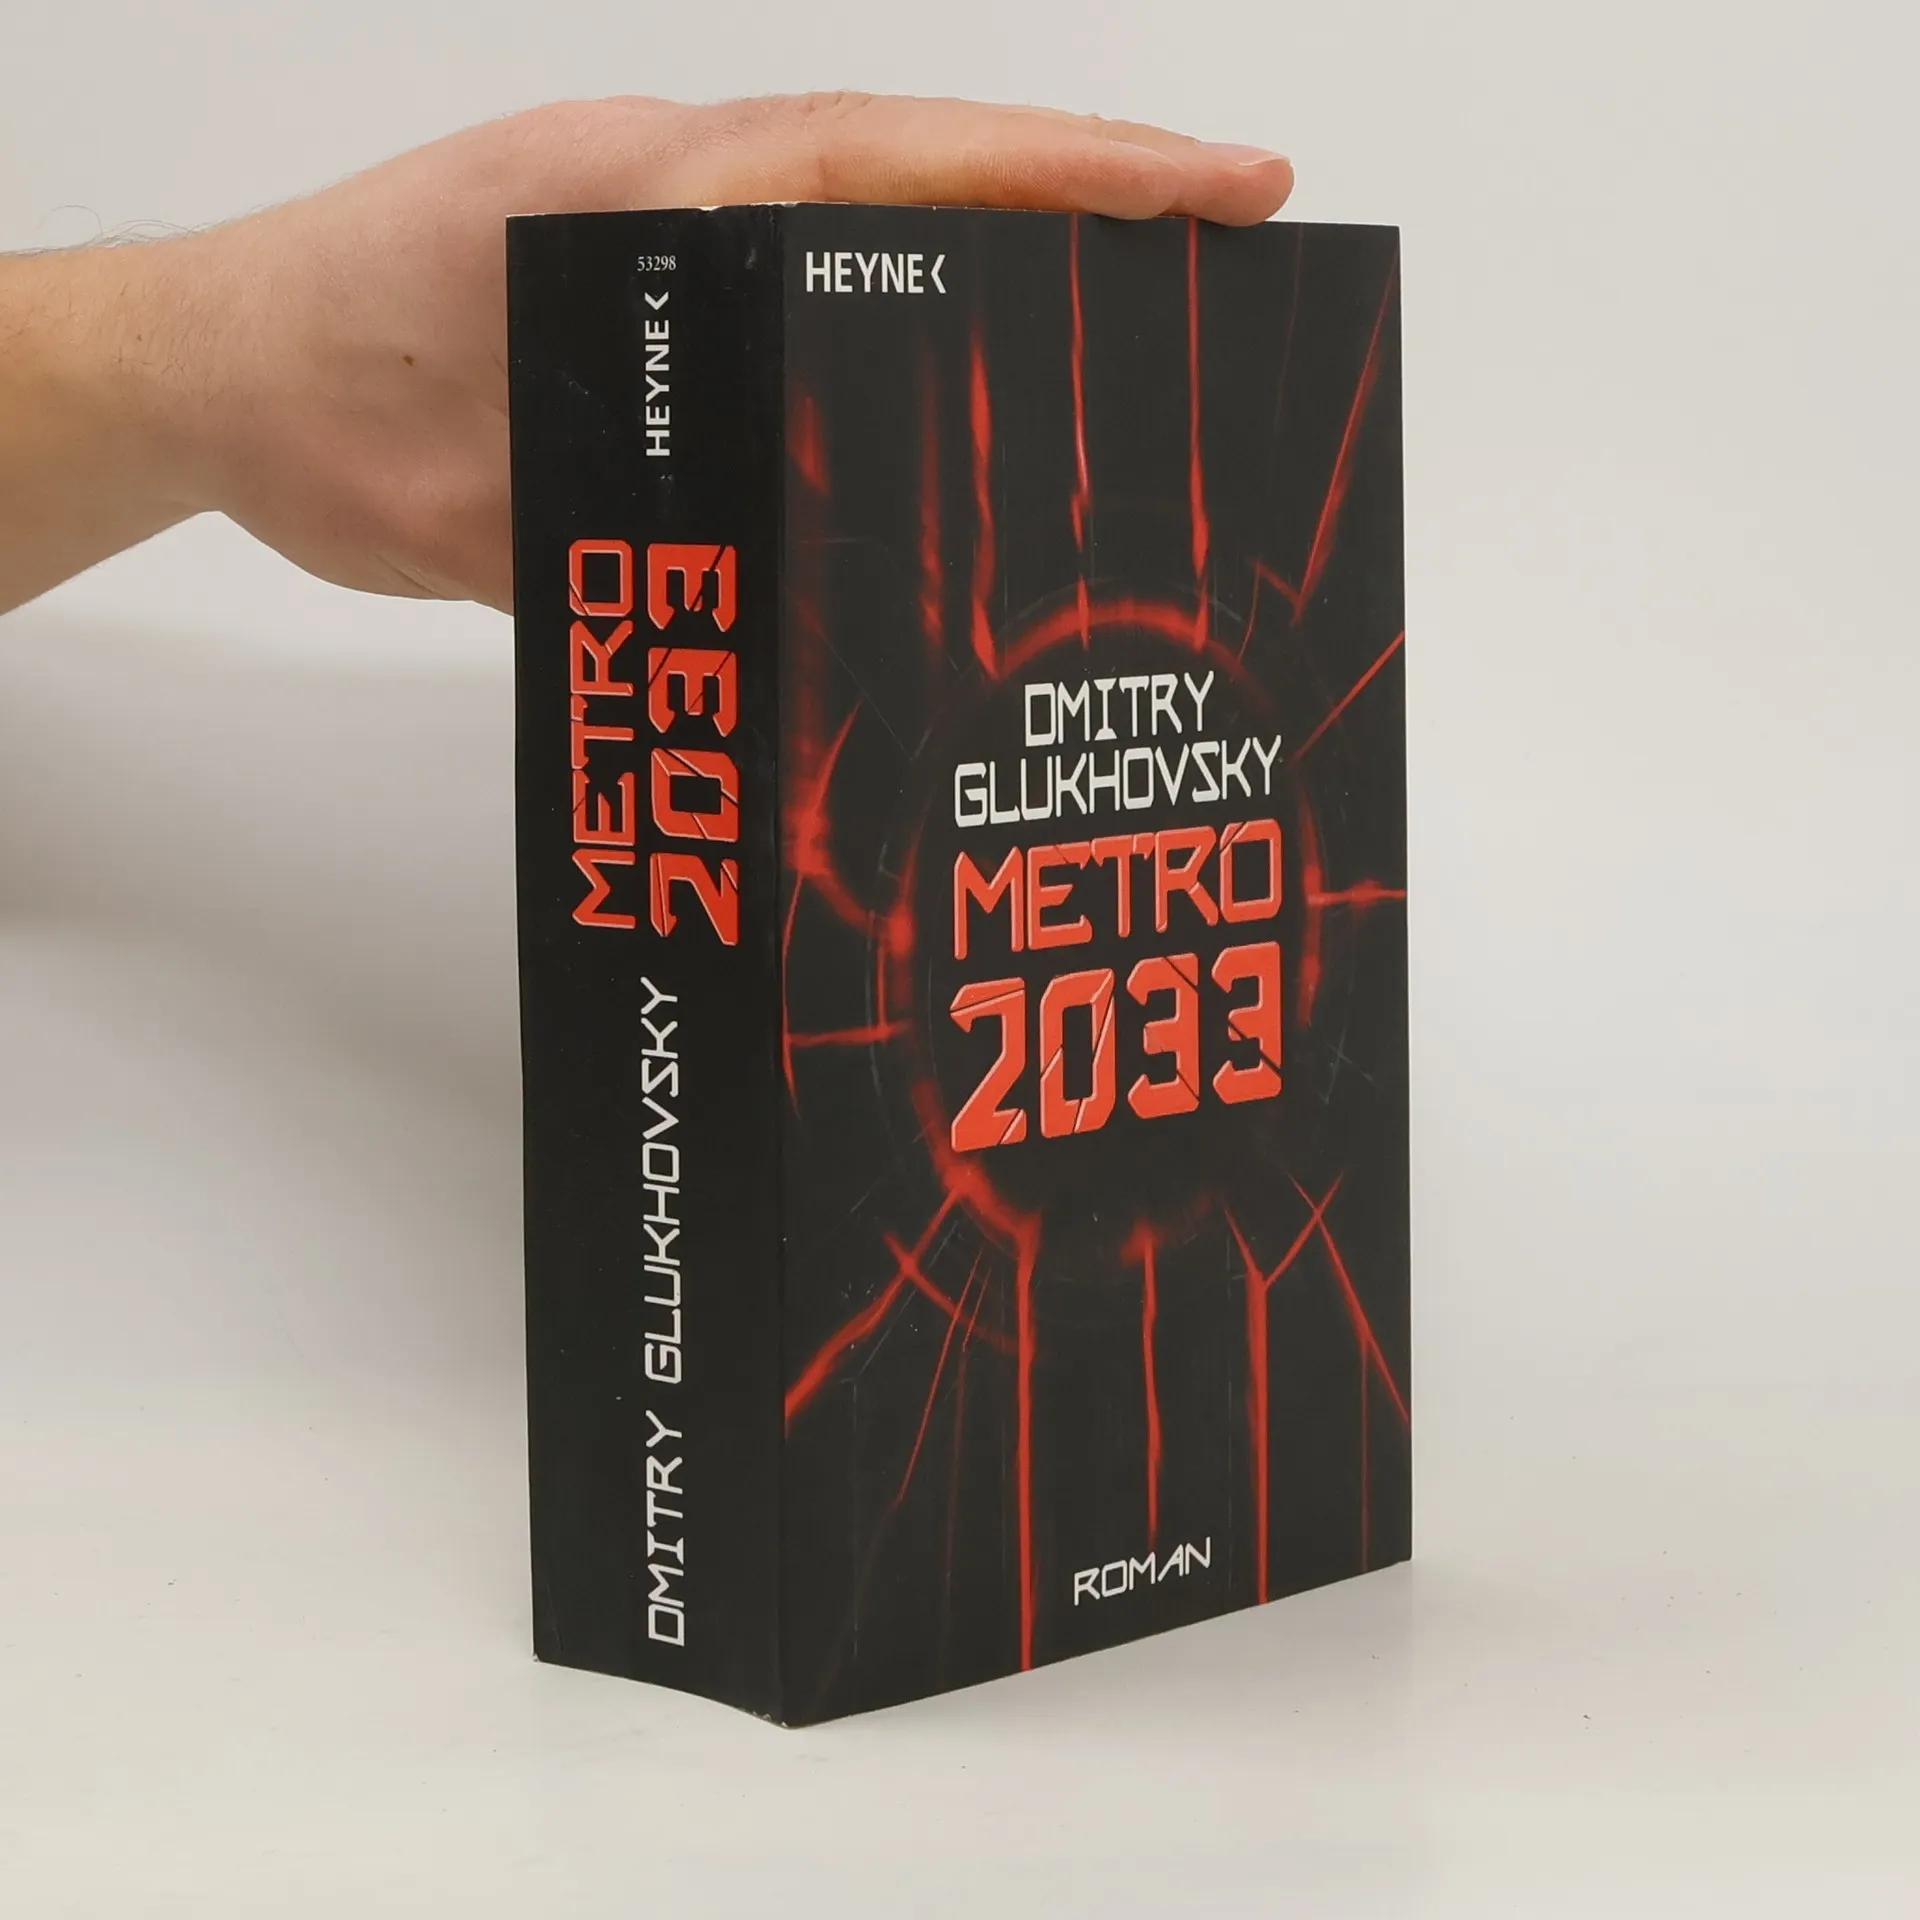 53298
HEYNE<
METRO
2033
DMITRY GLUKHOVSKY
HEYNE<
DMITRY
GLUKHOVSKY
METRO
2033
ROMAN